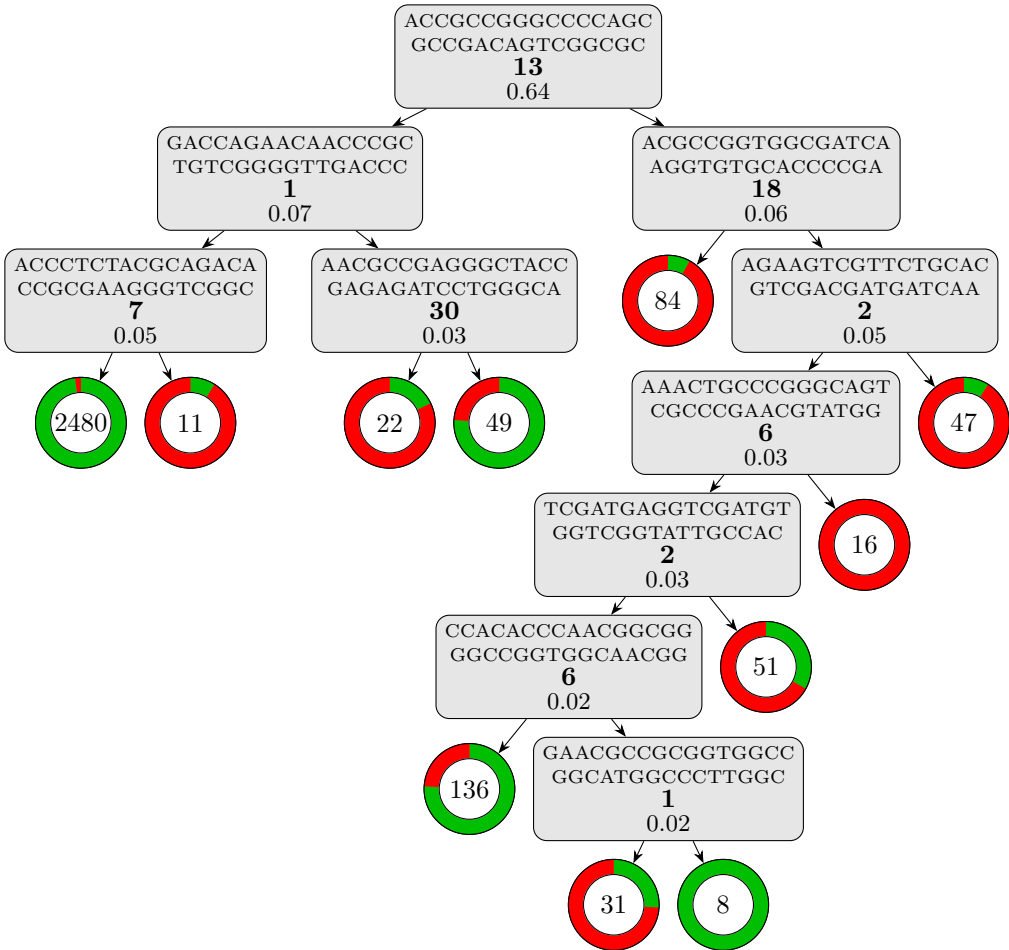 ACCGCCGGGCCCCAGC
GCCGACAGTCGGCGC
13
0.64
GACCAGAACAACCCGC
TGTCGGGGTTGACCC
1
0.07
ACGCCGGTGGCGATCA
AGGTGTGCACCCCGA
18
0.06
ACCCTCTACGCAGACA
CCGCGAAGGGTCGGC
7
0.05
AACGCCGAGGGCTACC
GAGAGATCCTGGGCA
30
0.03
84
AGAAGTCGTTCTGCAC
GTCGACGATGATCAA
2
0.05
2480
11
22
49
AAACTGCCCGGGCAGT
CGCCCGAACGTATGG
6
0.03
47
TCGATGAGGTCGATGT
GGTCGGTATTGCCAC
2
0.03
16
CCACACCCAACGGCGG
GGCCGGTGGCAACGG
6
0.02
51
136
GAACGCCGCGGTGGCC
GGCATGGCCCTTGGC
1
0.02
31
8